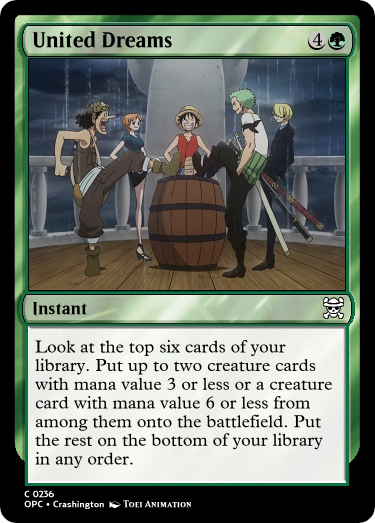 United Dreams 4
Instant
Look at the top six cards of your
library. Put up to two creature cards
with mana value 3 or less or a creature
card with mana value 6 or less from
among them onto the battlefield. Put
the rest on the bottom of your library
in any order.
C 0236
OPC • Crashington TOEI ANIMATION